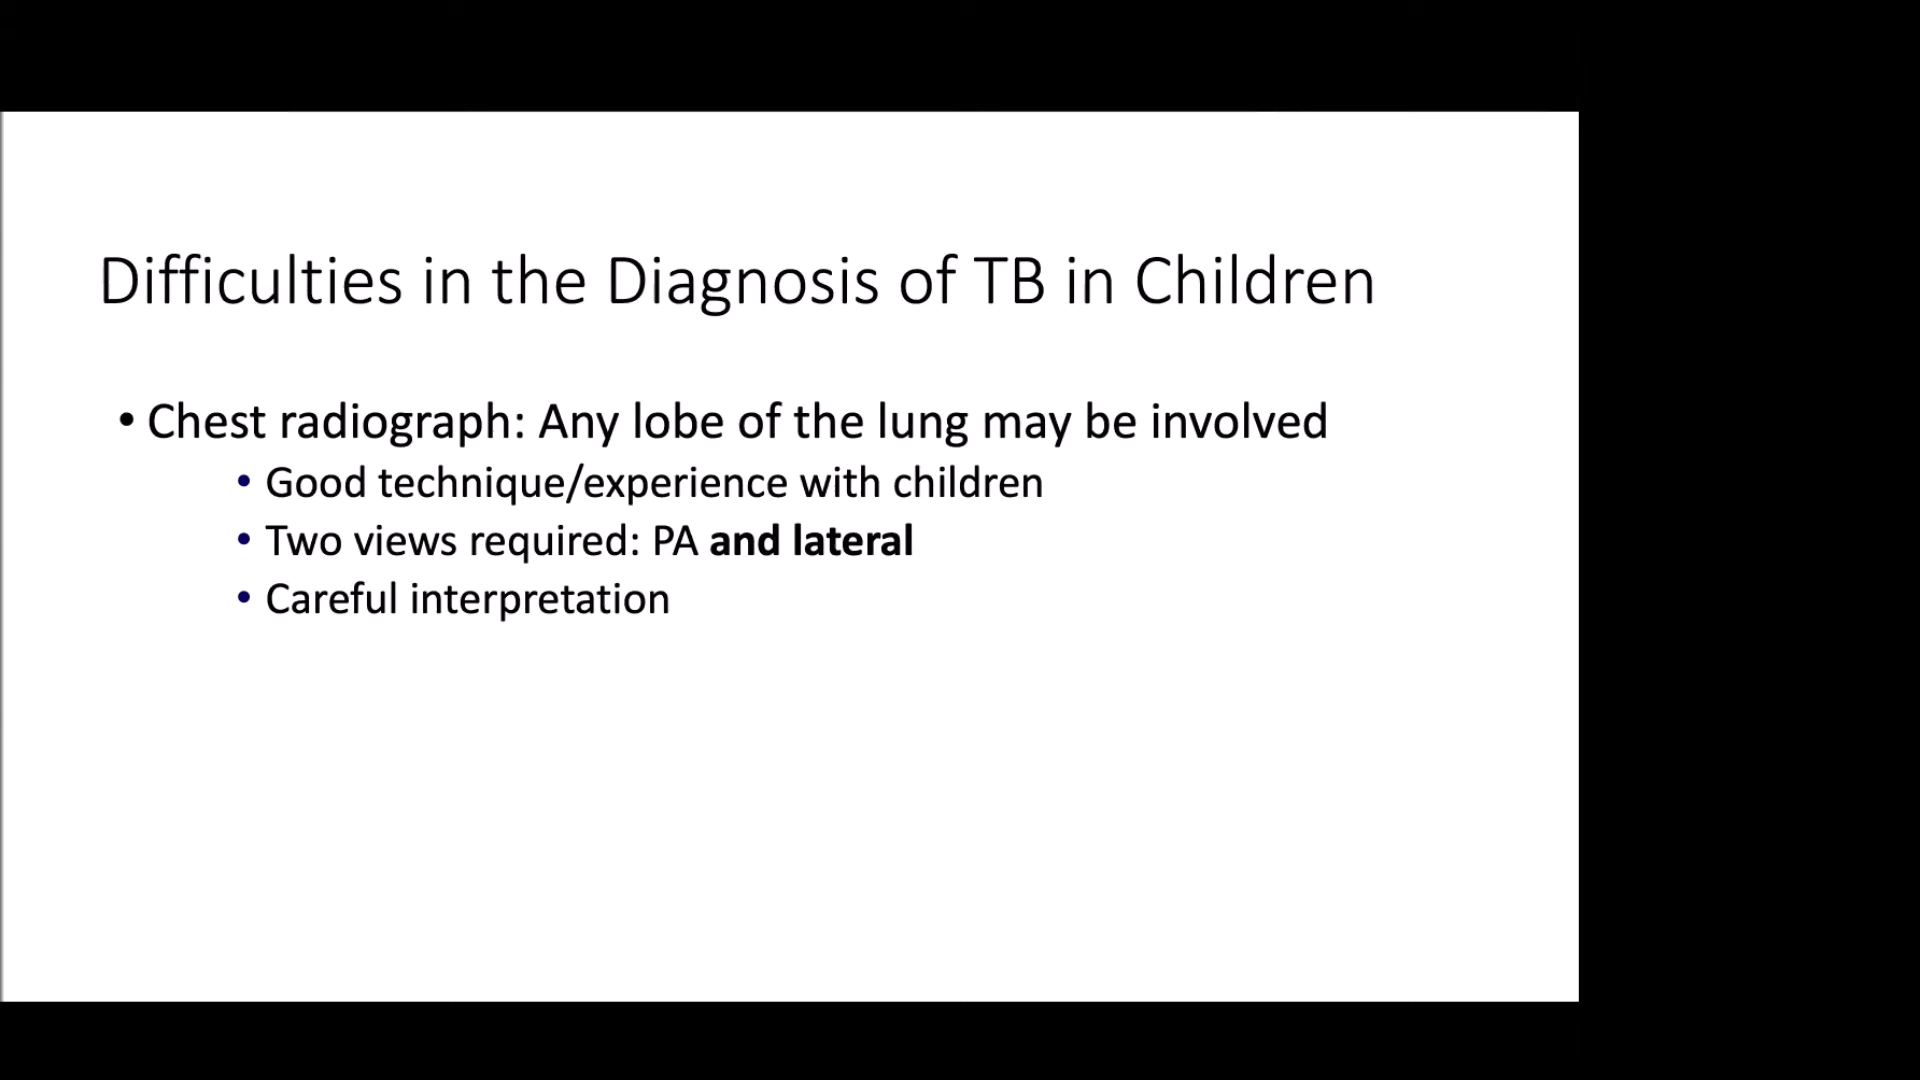 Difficulties in the Diagnosis of TB in Children
• Chest radiograph: Any lobe of the lung may be involved
• Good technique/experience with children
• Two views required: PA and lateral
• Careful interpretation